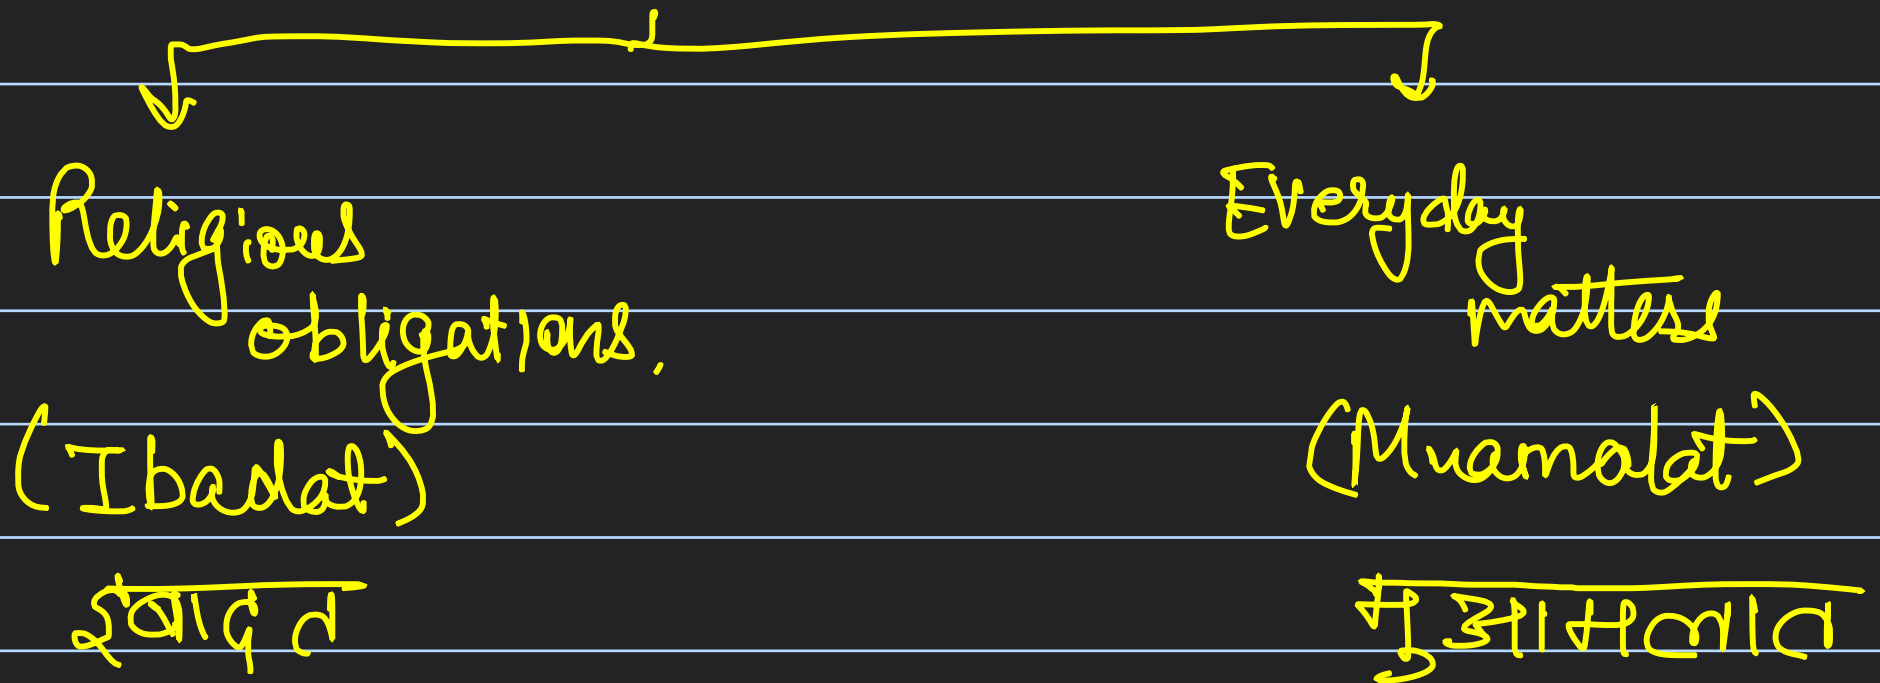 Religious
obligations.
(Ibadat)
इबादत
Everyday
matters
(Muamalat)
मुआमलात